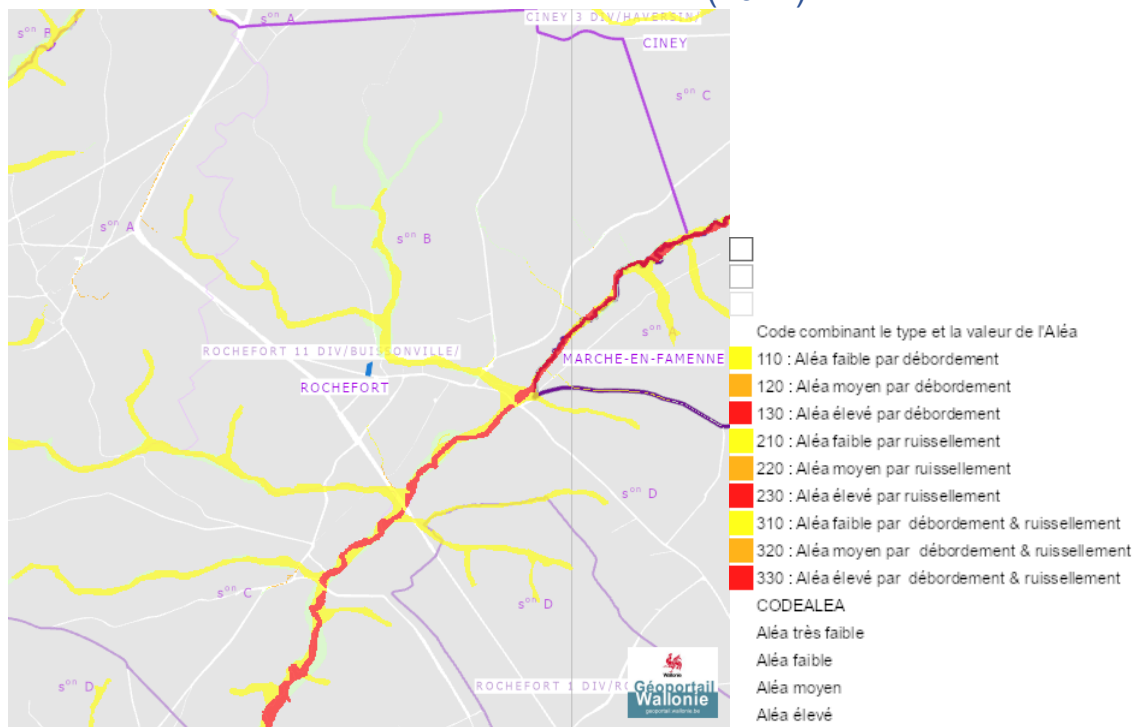 CINEY 3 DIV/HAVERSIN/
sᵒⁿ A
sᵒⁿ B
CINEY
sᵒⁿ C
sᵒⁿ A
sᵒⁿ B
sᵒⁿ A
ROCHEFORT 11 DIV/BUISSONVILLE/
MARCHE-EN-FAMENNE
ROCHEFORT
sᵒⁿ D
sᵒⁿ C
sᵒⁿ D
sᵒⁿ D
ROCHEFORT 1 DIV/RO
Wallonie
Géoportail
Wallonie
geoportail.wallonie.be
Code combinant le type et la valeur de l'Aléa
110 : Aléa faible par débordement
120 : Aléa moyen par débordement
130 : Aléa élevé par débordement
210 : Aléa faible par ruissellement
220 : Aléa moyen par ruissellement
230 : Aléa élevé par ruissellement
310 : Aléa faible par débordement & ruissellement
320 : Aléa moyen par débordement & ruissellement
330 : Aléa élevé par débordement & ruissellement
CODEALEA
Aléa très faible
Aléa faible
Aléa moyen
Aléa élevé